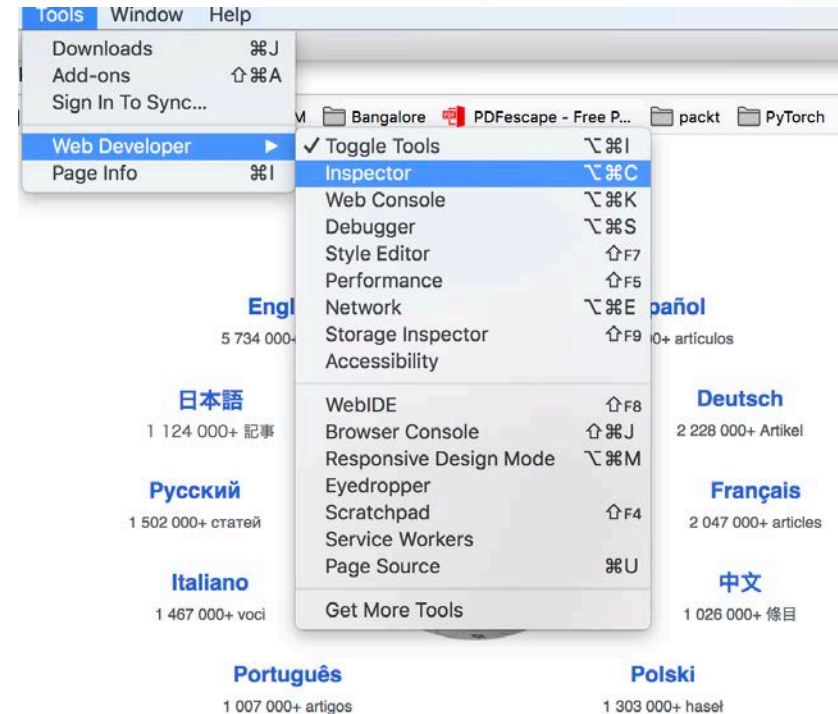 Tools Window Help
Downloads ⌘J
Add-ons ⇧⌘A
Sign In To Sync...
Web Developer ▶
Page Info ⌘I
M Bangalore PDFescape - Free P... packt PyTorch
✓ Toggle Tools ⌥⌘I
Inspector ⌥⌘C
Web Console ⌥⌘K
Debugger ⌥⌘S
Style Editor ⇧F7
Performance ⇧F5
Network ⌥⌘E
Storage Inspector ⇧F9
Accessibility
WebIDE ⇧F8
Browser Console ⇧⌘J
Responsive Design Mode ⌥⌘M
Eyedropper
Scratchpad ⇧F4
Service Workers
Page Source ⌘U
Get More Tools
Engl
5 734 000+
pañol
0+ artículos
日本語
1 124 000+ 記事
Deutsch
2 228 000+ Artikel
Русский
1 502 000+ статей
Français
2 047 000+ articles
Italiano
1 467 000+ voci
中文
1 026 000+ 條目
Português
1 007 000+ artigos
Polski
1 303 000+ haseł